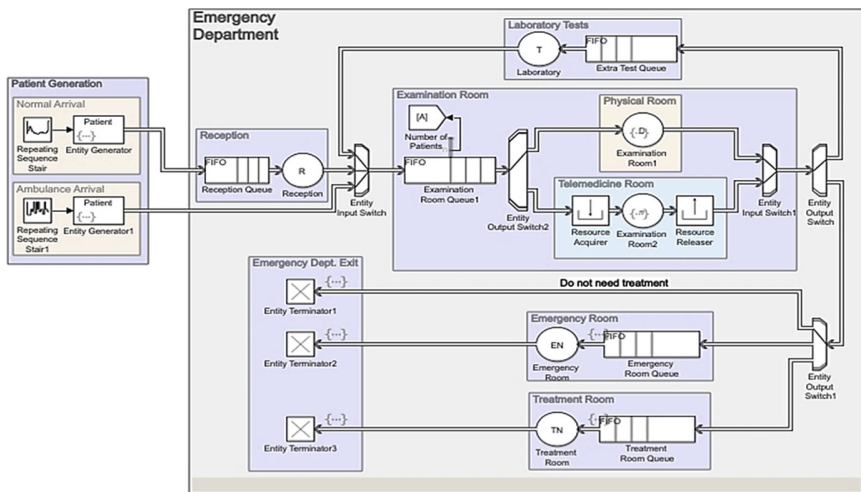 Emergency
Department
Laboratory Tests
FIFO
T
Laboratory
Extra Test Queue
Patient Generation
Normal Arrival
Patient
{...}
Repeating
Sequence
Stair
Entity Generator
Ambulance Arrival
Patient
{...}
Repeating
Sequence
Stair1
Entity Generator1
Reception
FIFO
R
Reception Queue
Reception
Entity
Input Switch
Examination Room
[A]
Number of
Patients
FIFO
Examination
Room Queue1
Entity
Output Switch2
Physical Room
Examination
Room1
Telemedicine Room
Resource
Acquirer
Examination
Room2
Resource
Releaser
Entity
Input Switch1
Entity
Output
Switch
Emergency Dept. Exit
{...}
Entity Terminator1
{...}
Entity Terminator2
{...}
Entity Terminator3
Do not need treatment
Emergency Room
EN
{...}
FIFO
Emergency
Room
Emergency
Room Queue
Entity
Output
Switch1
Treatment Room
TN
{...}
FIFO
Treatment
Room
Treatment
Room Queue